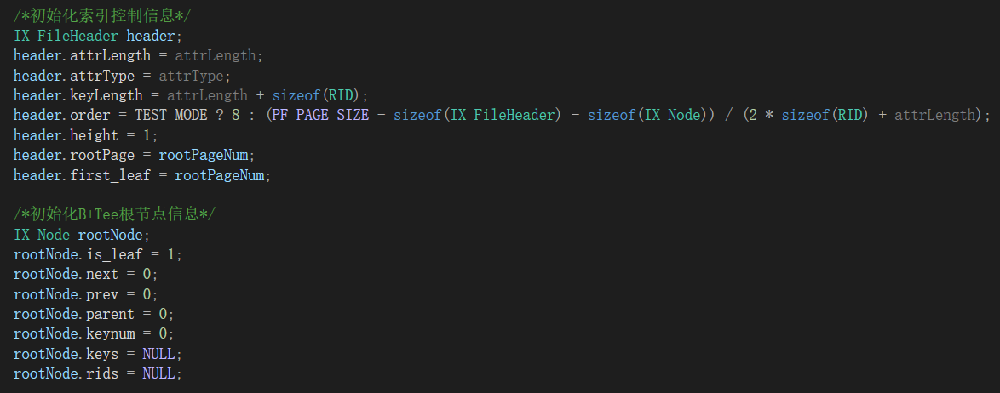 /*初始化索引控制信息*/
IX_FileHeader header;
header.attrLength = attrLength;
header.attrType = attrType;
header.keyLength = attrLength + sizeof(RID);
header.order = TEST_MODE ? 8 : (PF_PAGE_SIZE - sizeof(IX_FileHeader) - sizeof(IX_Node)) / (2 * sizeof(RID) + attrLength);
header.height = 1;
header.rootPage = rootPageNum;
header.first_leaf = rootPageNum;
/*初始化B+Tee根节点信息*/
IX_Node rootNode;
rootNode.is_leaf = 1;
rootNode.next = 0;
rootNode.prev = 0;
rootNode.parent = 0;
rootNode.keynum = 0;
rootNode.keys = NULL;
rootNode.rids = NULL;